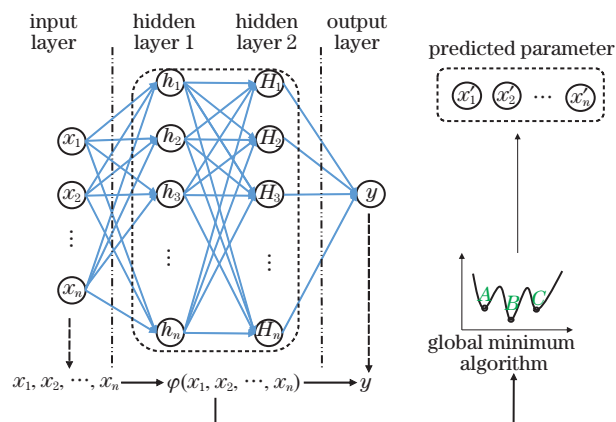 input layer
hidden layer 1
hidden layer 2
output layer
predicted parameter
x′₁ x′₂ ⋯ x′ₙ
h₁ H₁
x₁ h₂ H₂
x₂ h₃ H₃ y
⋮ ⋮ ⋮
xₙ
hₙ Hₙ
A B C
global minimum
algorithm
x₁, x₂, ⋯, xₙ φ(x₁, x₂, ⋯, xₙ) y